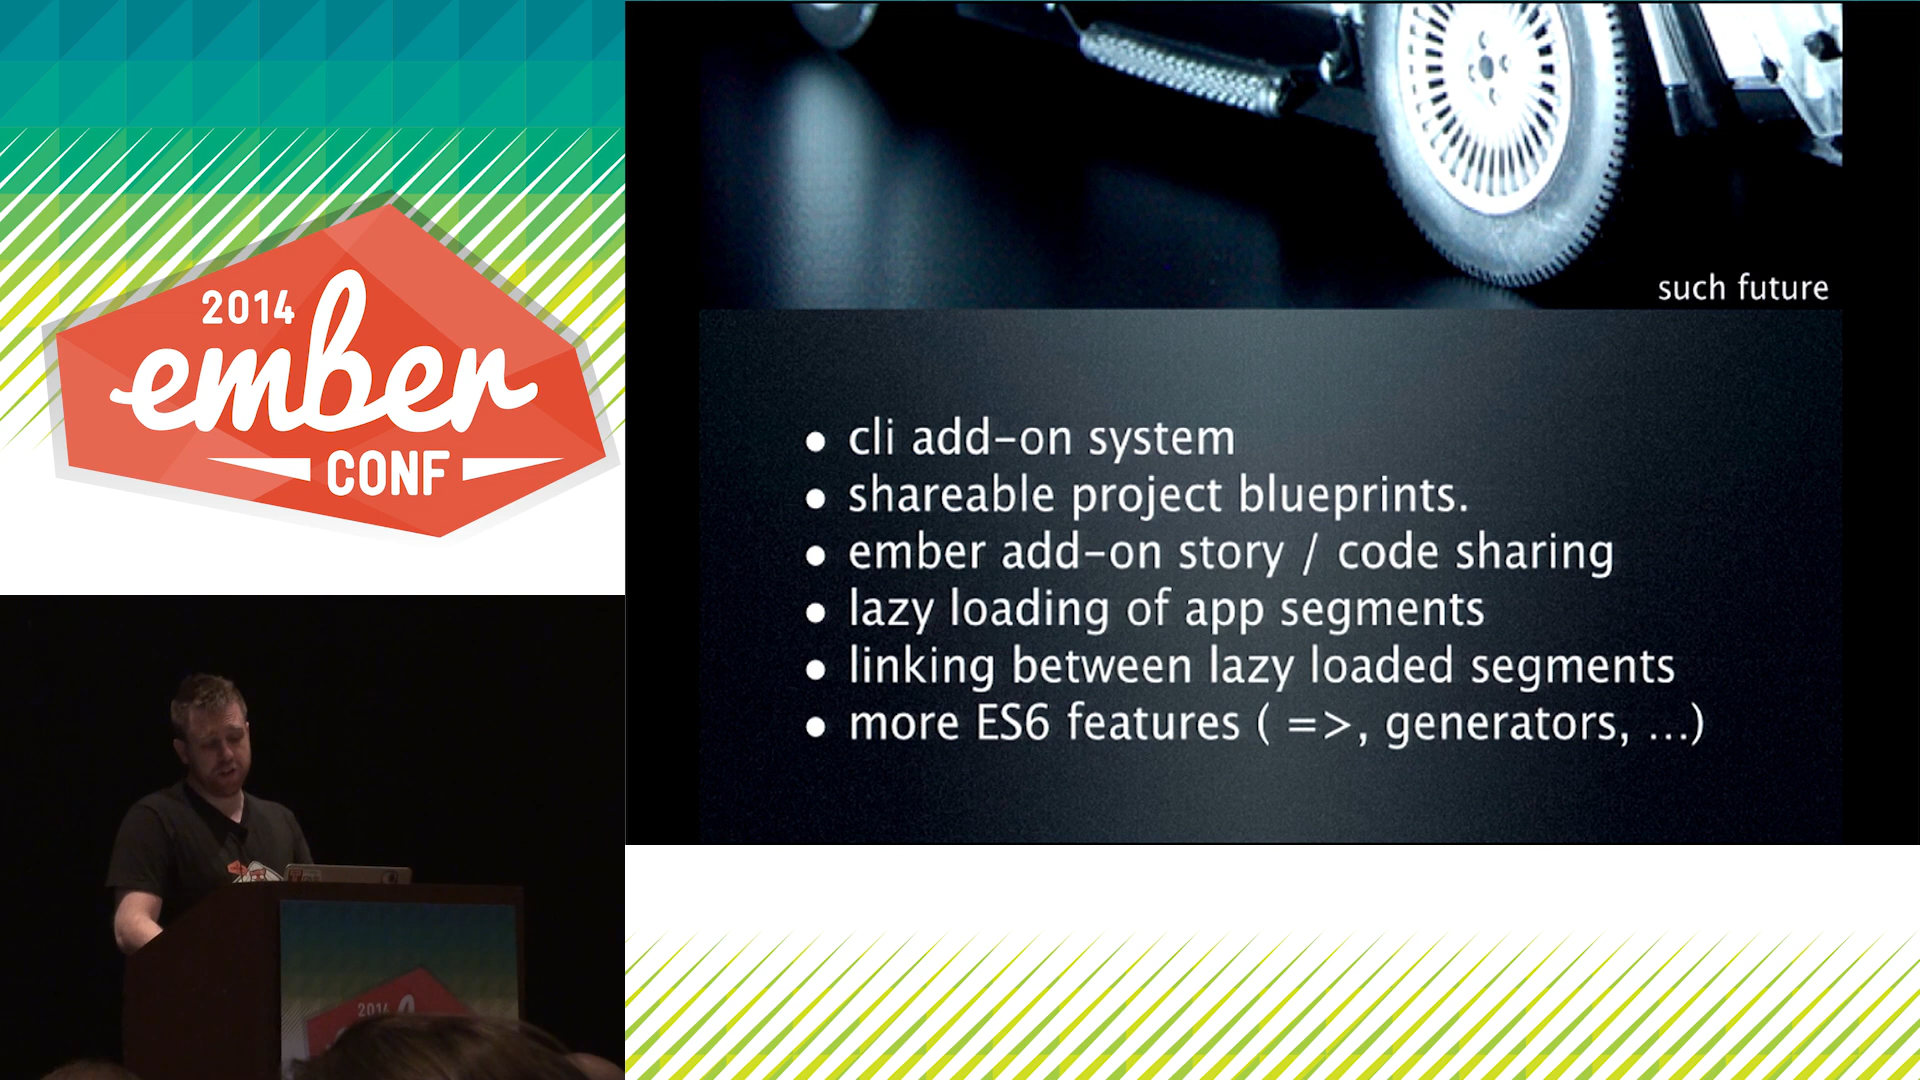 2014
ember
CONF
such future
• cli add-on system
• shareable project blueprints.
• ember add-on story / code sharing
• lazy loading of app segments
• linking between lazy loaded segments
• more ES6 features ( =>, generators, ...)
2014